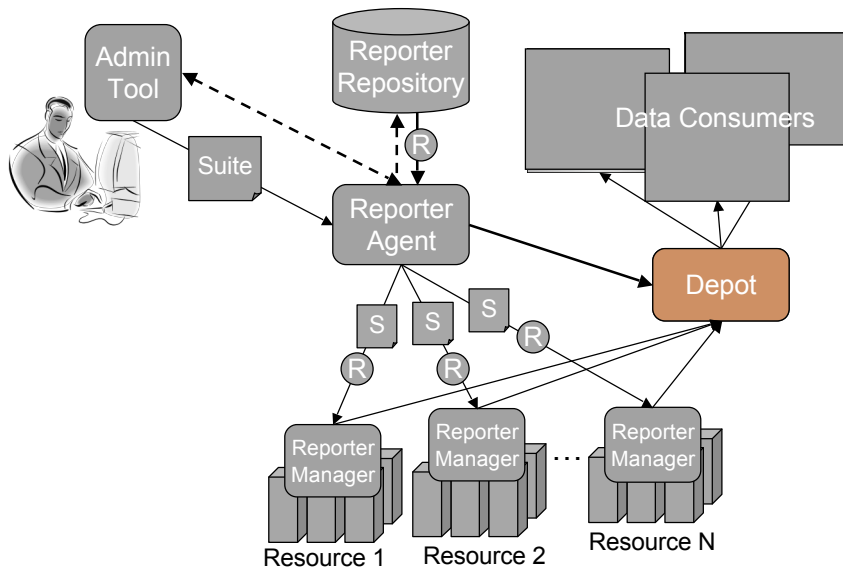 Admin
Tool
Reporter
Repository
Data Consumers
R
Suite
Reporter
Agent
Depot
S
S
S
R
R
R
Reporter
Manager
Reporter
Manager
...
Reporter
Manager
Resource 1
Resource 2
Resource N